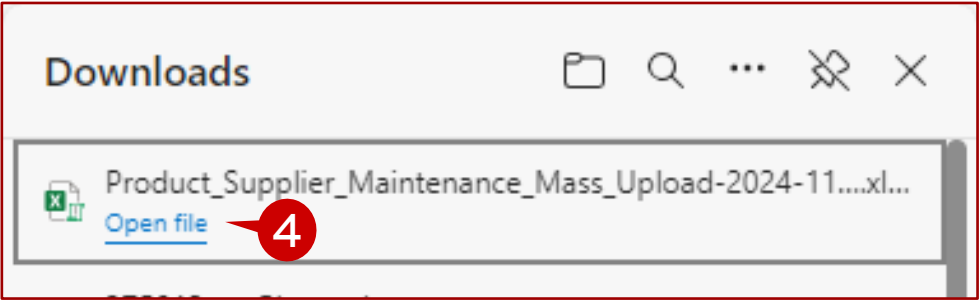 Downloads
Product_Supplier_Maintenance_Mass_Upload-2024-11....xl...
Open file
4